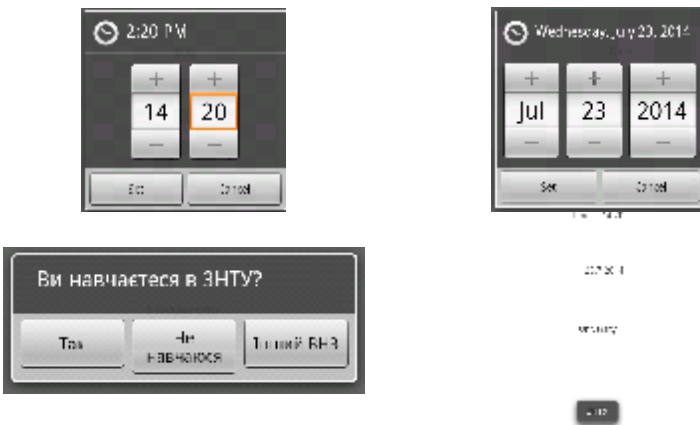 2:20 PM
+ +
14 20
− −
Set Cancel
Wednesday, July 23, 2014
+ + +
Jul 23 2014
− − −
Set Cancel
Ви навчаєтеся в ЗНТУ?
Так Не навчаюся Інший ВНЗ